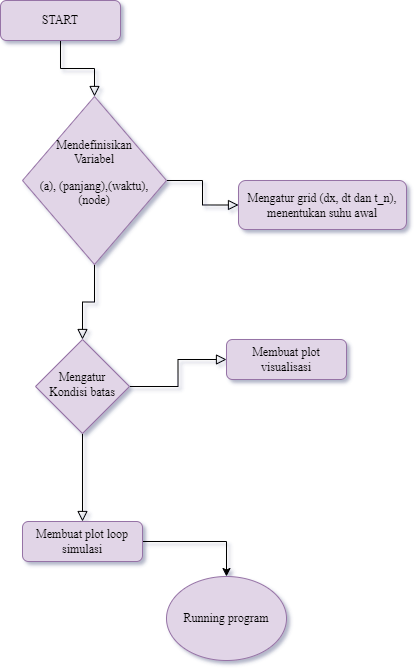 START
Mendefinisikan
Variabel
(a), (panjang),(waktu),
(node)
Mengatur grid (dx, dt dan t_n),
menentukan suhu awal
Mengatur
Kondisi batas
Membuat plot
visualisasi
Membuat plot loop
simulasi
Running program